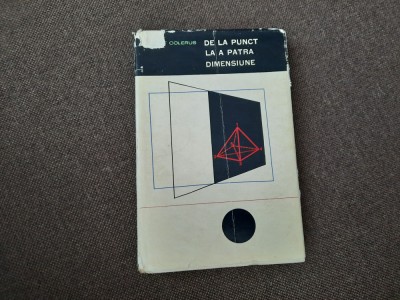 COLERUS DE LA PUNCT
LA A PATRA
DIMENSIUNE